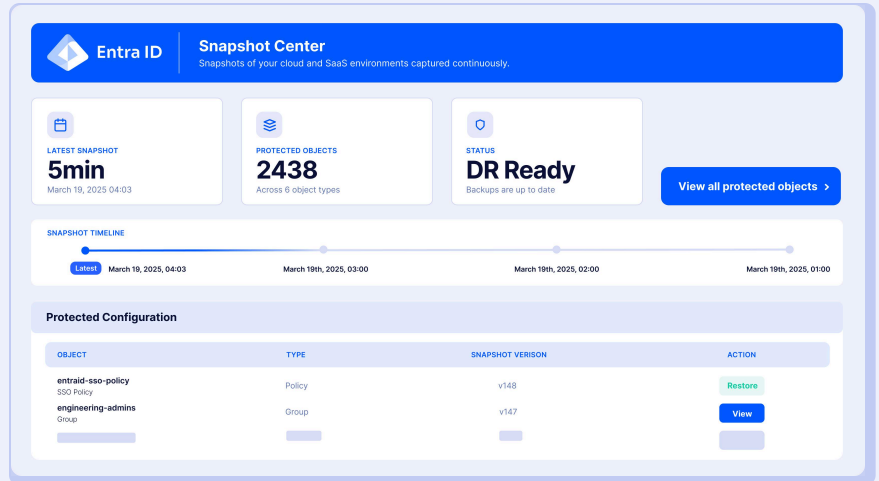 Entra ID
Snapshot Center
Snapshots of your cloud and SaaS environments captured continuously.
LATEST SNAPSHOT
5min
March 19, 2025 04:03
PROTECTED OBJECTS
2438
Across 6 object types
STATUS
DR Ready
Backups are up to date
View all protected objects
SNAPSHOT TIMELINE
Latest March 19, 2025, 04:03 March 19th, 2025, 03:00 March 19th, 2025, 02:00 March 19th, 2025, 01:00
Protected Configuration
OBJECT TYPE SNAPSHOT VERISON ACTION
entraid-sso-policy Policy v148 Restore
SSO Policy
engineering-admins Group v147 View
Group